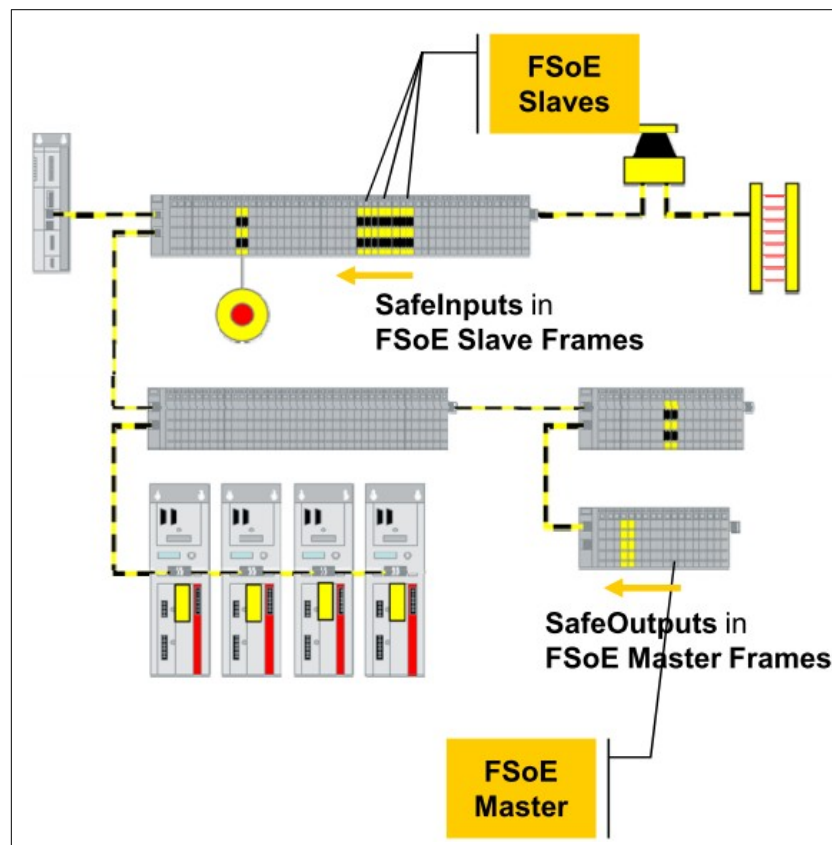 FSoE
Slaves
SafeInputs in
FSoE Slave Frames
SafeOutputs in
FSoE Master Frames
FSoE
Master